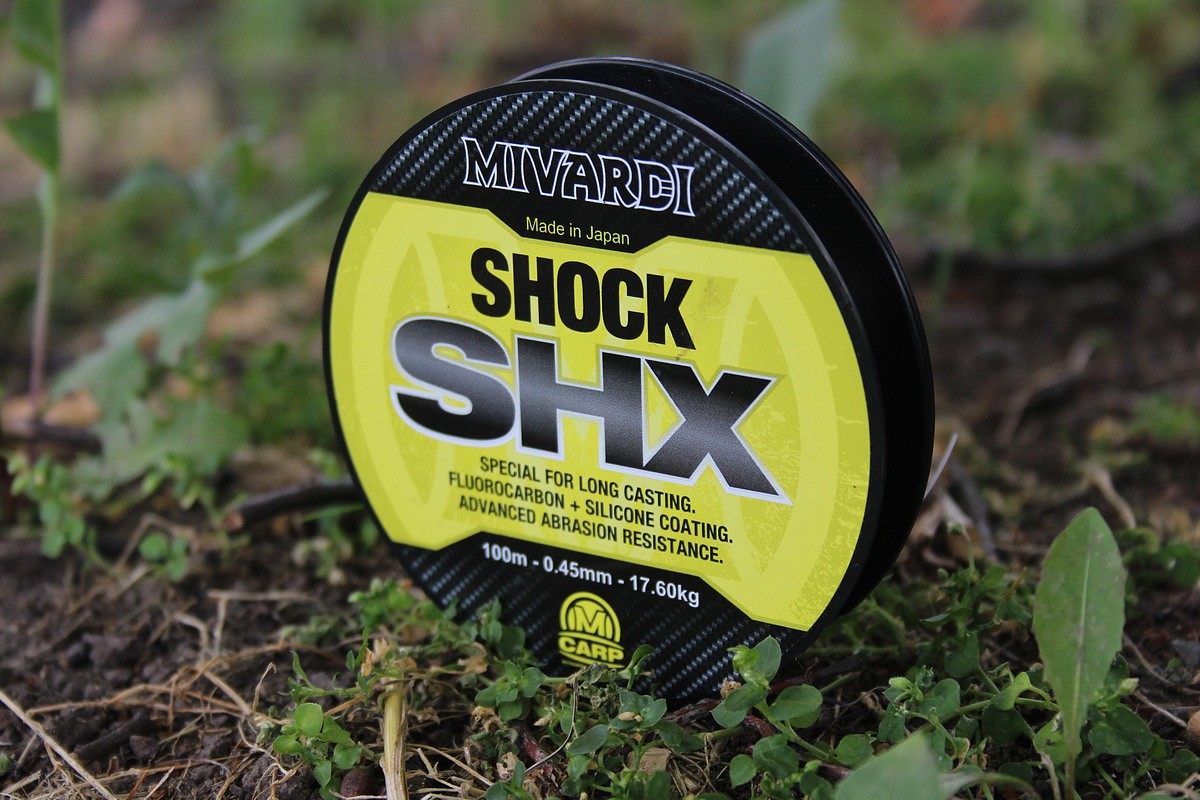 MIVARDI
Made in Japan
SHOCK
SHX
SPECIAL FOR LONG CASTING.
FLUOROCARBON + SILICONE COATING.
ADVANCED ABRASION RESISTANCE.
100m - 0.45mm - 17.60kg
M
CARP